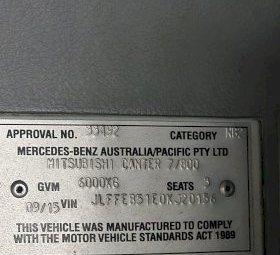 APPROVAL NO. 33492 CATEGORY
MERCEDES-BENZ AUSTRALIA/PACIFIC PTY LTD
MITSUBISHI CANTER 7/800
GVM 6000KG SEATS 3
09/15 VIN JLFFEB51E0KJ20156
THIS VEHICLE WAS MANUFACTURED TO COMPLY
WITH THE MOTOR VEHICLE STANDARDS ACT 1989